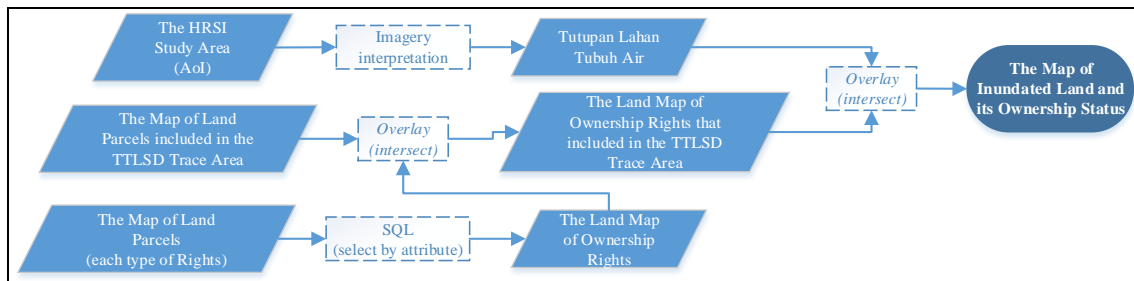 The HRSI
Study Area
(AoI)
Imagery
interpretation
Tutupan Lahan
Tubuh Air
Overlay
(intersect)
The Map of
Inundated Land and
its Ownership Status
The Map of Land
Parcels included in the
TTLSD Trace Area
Overlay
(intersect)
The Land Map of
Ownership Rights that
included in the TTLSD
Trace Area
The Map of Land
Parcels
(each type of Rights)
SQL
(select by attribute)
The Land Map
of Ownership
Rights